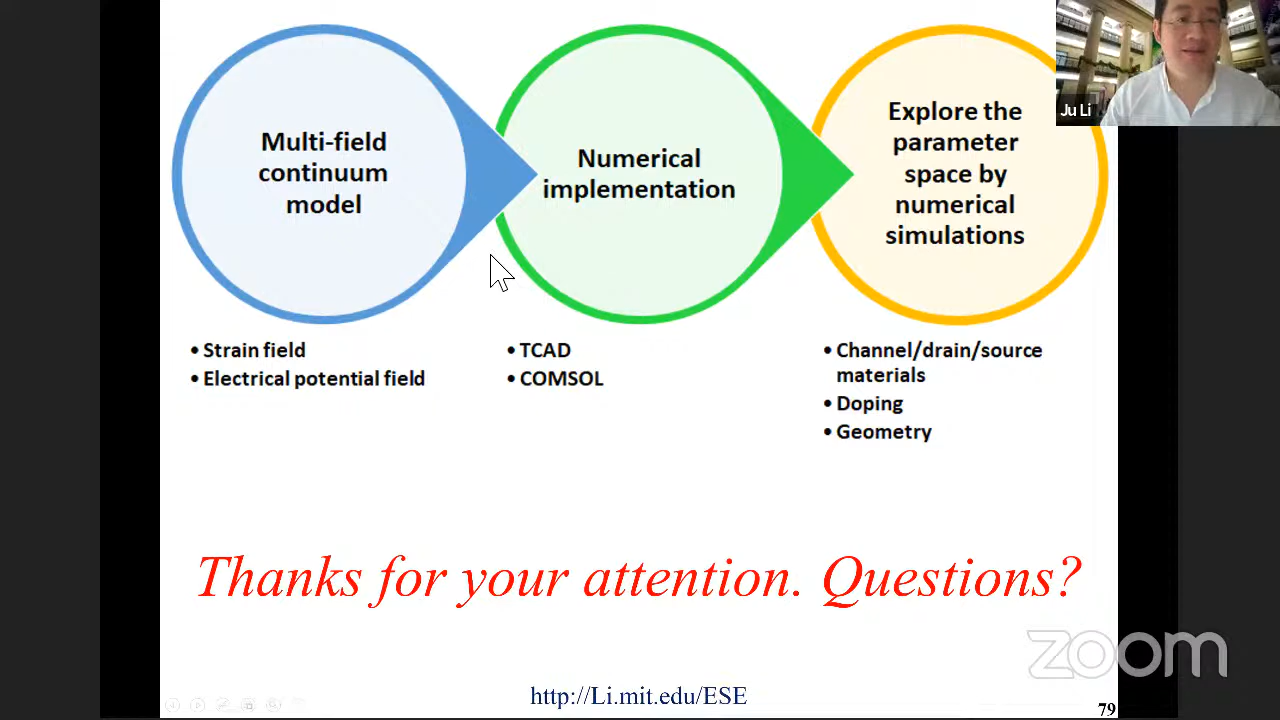 Multi-field
continuum
model
Numerical
implementation
Explore the
parameter
space by
numerical
simulations
Ju Li
• Strain field
• Electrical potential field
• TCAD
• COMSOL
• Channel/drain/source
materials
• Doping
• Geometry
Thanks for your attention. Questions?
zoom
http://Li.mit.edu/ESE
79